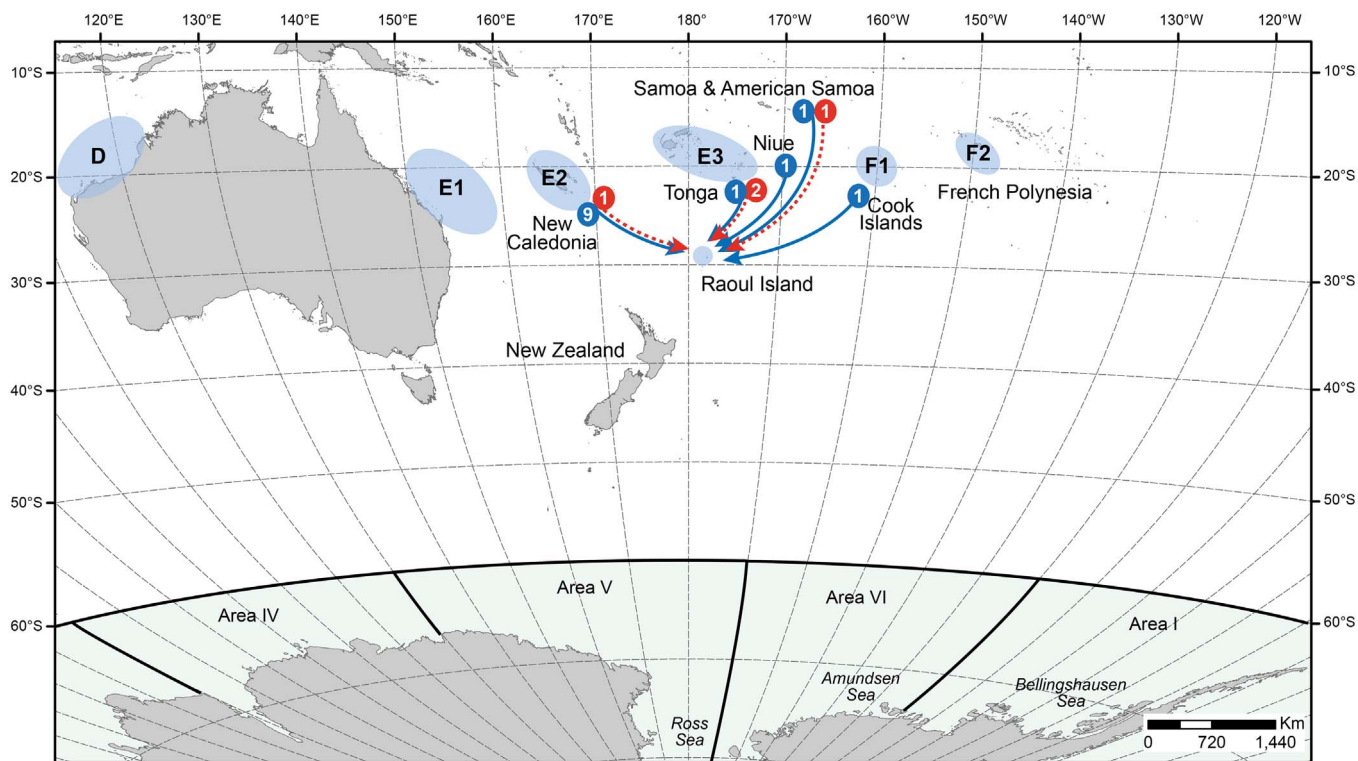 120°E 130°E 140°E 150°E 160°E 170°E 180° 170°W 160°W 150°W 140°W 130°W 120°W
10°S 10°S
Samoa & American Samoa
1 1
Niue
1
D E1 E2 E3 F1 F2
20°S 20°S
Tonga 1 2
French Polynesia
1
Cook
Islands
1
9
New
Caledonia
30°S 30°S
Raoul Island
New Zealand
40°S 40°S
50°S 50°S
Area IV Area V Area VI Area I
60°S 60°S
Ross
Sea
Amundsen
Sea
Bellingshausen
Sea
Km
0 720 1,440